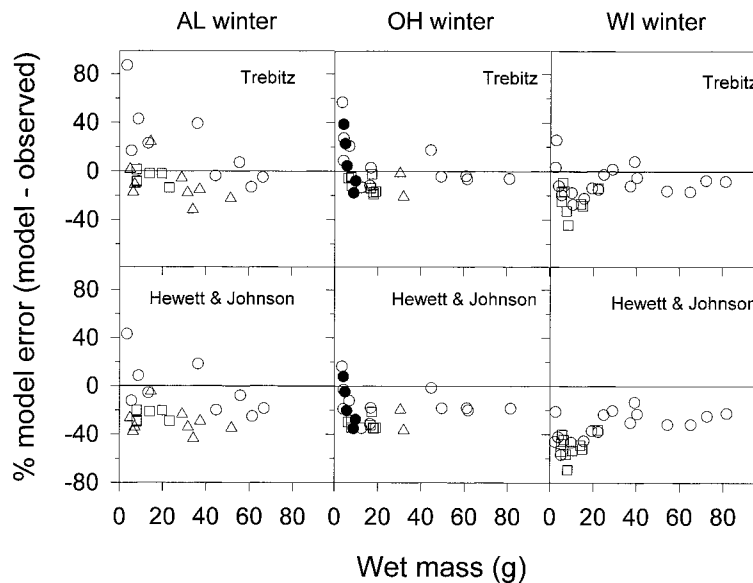 AL winter OH winter WI winter
Trebitz Trebitz Trebitz
80
40
0
-40
Hewett & Johnson Hewett & Johnson Hewett & Johnson
80
40
0
-40
-80
0 20 40 60 80 0 20 40 60 80 0 20 40 60 80 100
% model error (model - observed)
Wet mass (g)